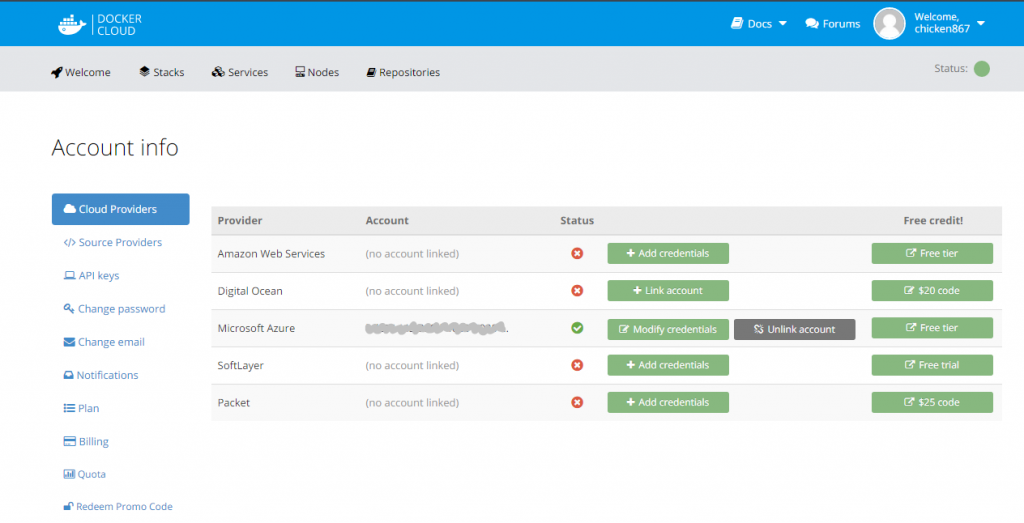 DOCKER
CLOUD
Docs
Forums
Welcome,
chicken867
Welcome
Stacks
Services
Nodes
Repositories
Status:
Account info
Cloud Providers
</> Source Providers
API keys
Change password
Change email
Notifications
Plan
Billing
Quota
Redeem Promo Code
Provider Account Status Free credit!
Amazon Web Services (no account linked) + Add credentials Free tier
Digital Ocean (no account linked) + Link account $20 code
Microsoft Azure Modify credentials Unlink account Free tier
SoftLayer (no account linked) + Add credentials Free trial
Packet (no account linked) + Add credentials $25 code